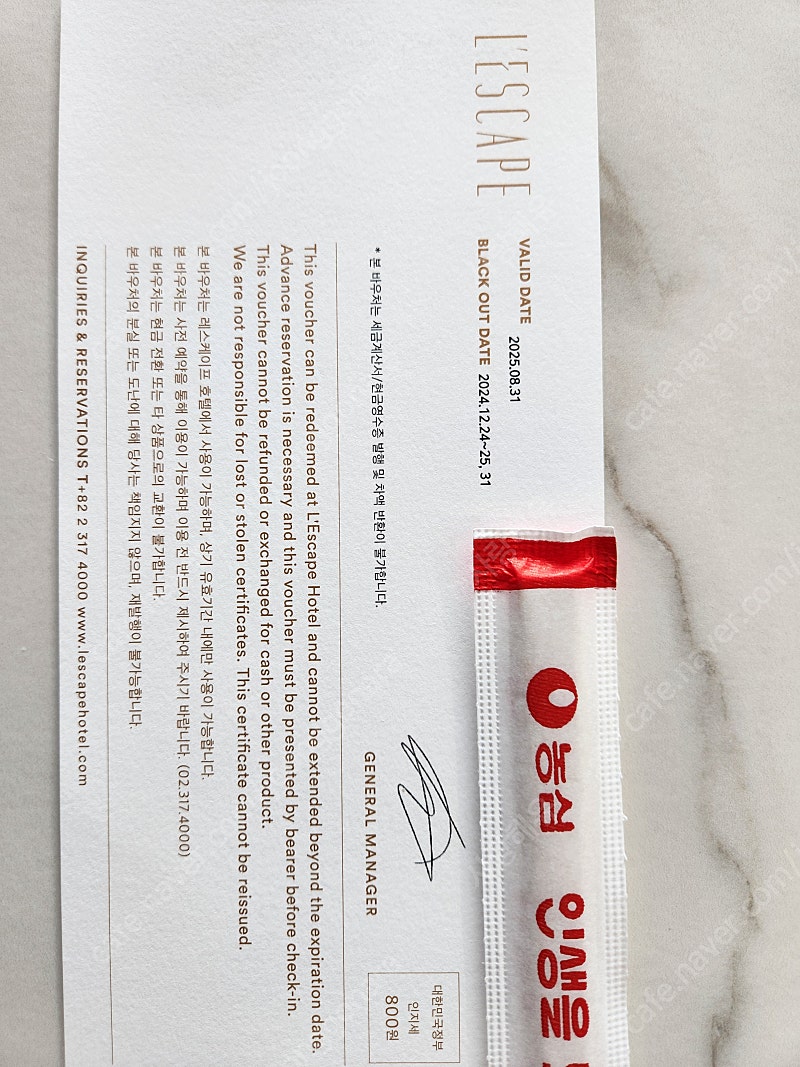 L'ESCAPE
VALID DATE 2025.08.31
BLACK OUT DATE 2024.12.24~25, 31
* 본 바우처는 세금계산서/현금영수증 발행 및 차액 반환이 불가합니다.
GENERAL MANAGER
대한민국정부
인지세
800원
This voucher can be redeemed at L'Escape Hotel and cannot be extended beyond the expiration date.
Advance reservation is necessary and this voucher must be presented by bearer before check-in.
This voucher cannot be refunded or exchanged for cash or other product.
We are not responsible for lost or stolen certificates. This certificate cannot be reissued.
본 바우처는 레스케이프 호텔에서 사용이 가능하며, 상기 유효기간 내에만 사용이 가능합니다.
본 바우처는 사전 예약을 통해 이용이 가능하며 이용 전 반드시 제시하여 주시기 바랍니다. (02.317.4000)
본 바우처는 현금 전환 또는 타 상품으로의 교환이 불가합니다.
본 바우처의 분실 또는 도난에 대해 당사는 책임지지 않으며, 재발행이 불가능합니다.
INQUIRIES & RESERVATIONS T+82 2 317 4000 www.lescapehotel.com
농심 인생을